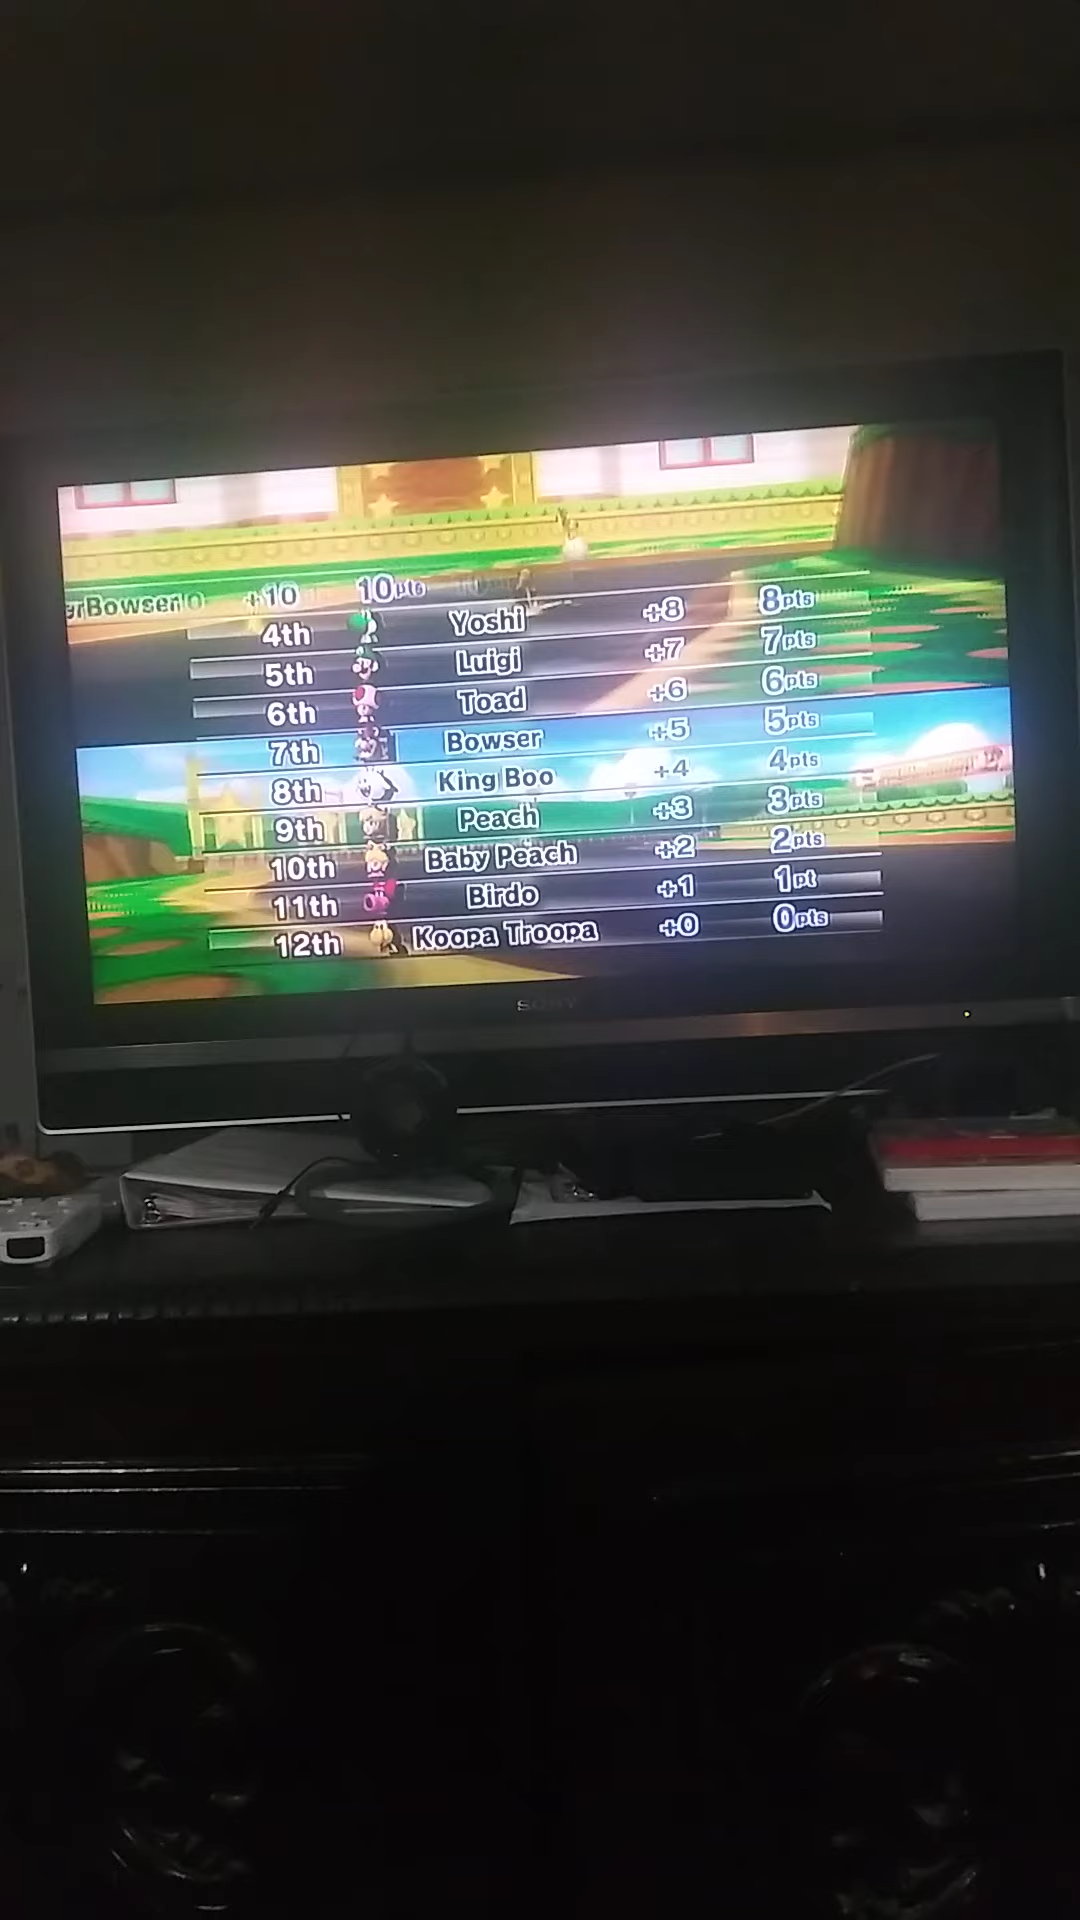 erBowser +10 10pts
4th Yoshi +8 8pts
5th Luigi +7 7pts
6th Toad +6 6pts
7th Bowser +5 5pts
8th King Boo +4 4pts
9th Peach +3 3pts
10th Baby Peach +2 2pts
11th Birdo +1 1pt
12th Koopa Troopa +0 0pts
SONY